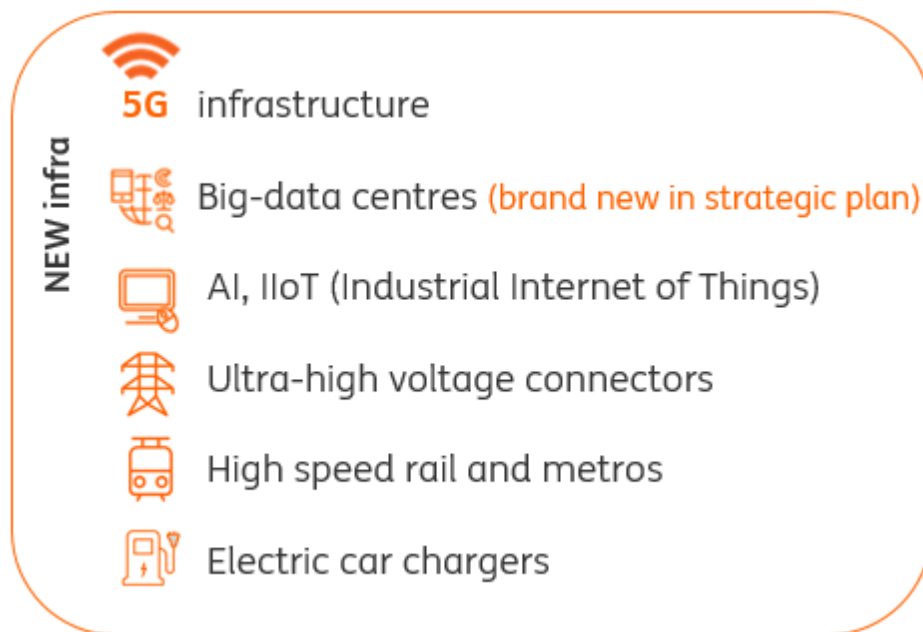 NEW infra
5G infrastructure
Big-data centres (brand new in strategic plan)
AI, IIoT (Industrial Internet of Things)
Ultra-high voltage connectors
High speed rail and metros
Electric car chargers